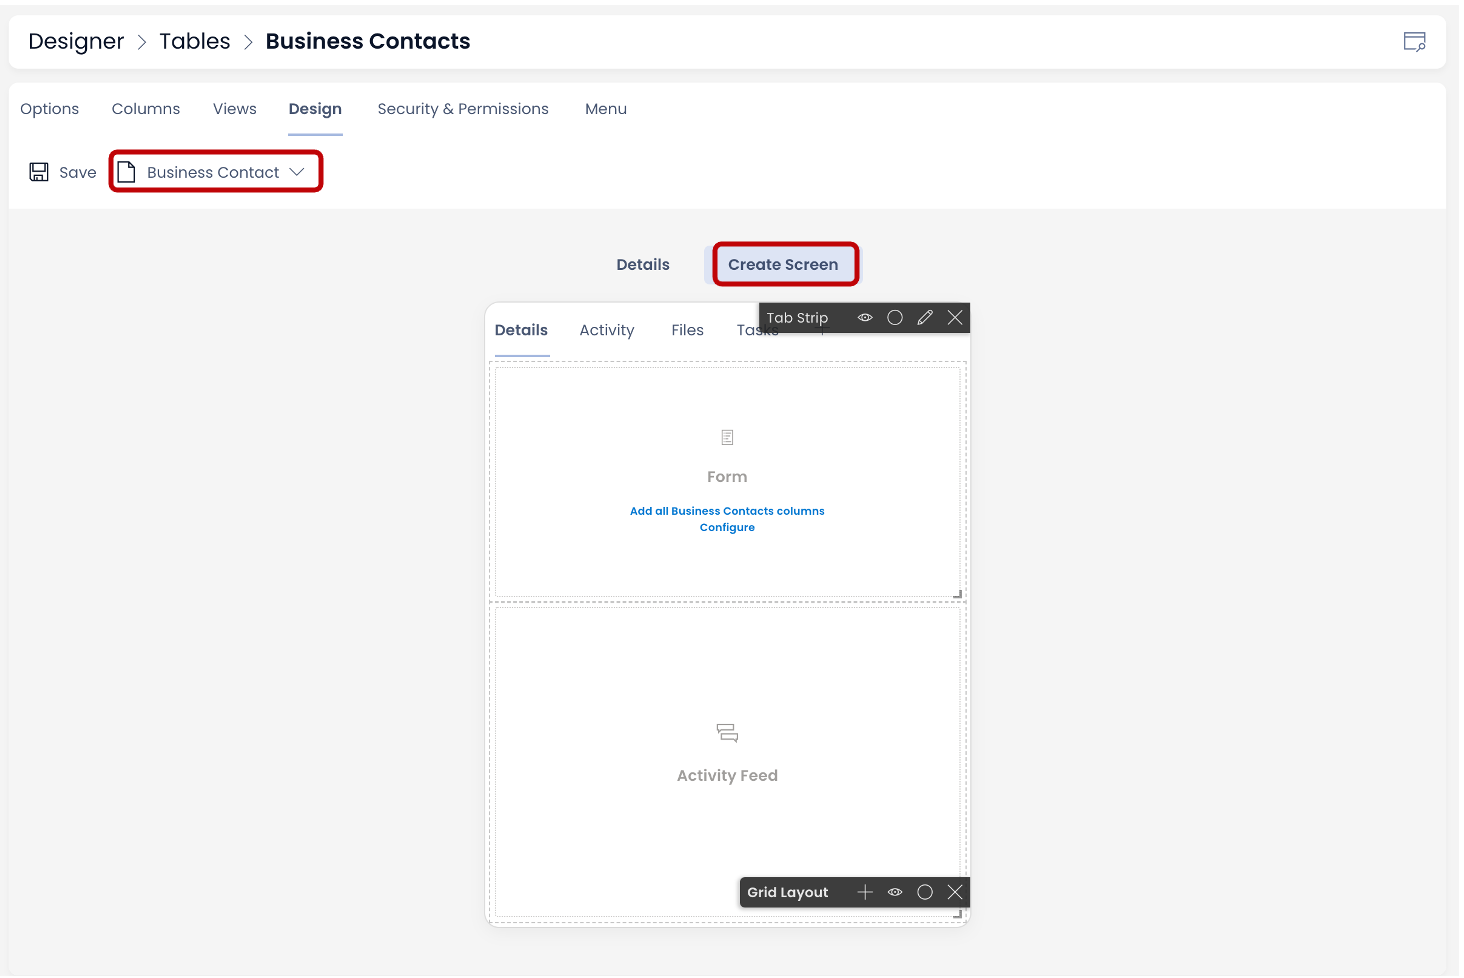 Designer > Tables > Business Contacts
Options Columns Views Design Security & Permissions Menu
Save Business Contact
Details Create Screen
Tab Strip
Details Activity Files Tasks
Form
Add all Business Contacts columns
Configure
Activity Feed
Grid Layout